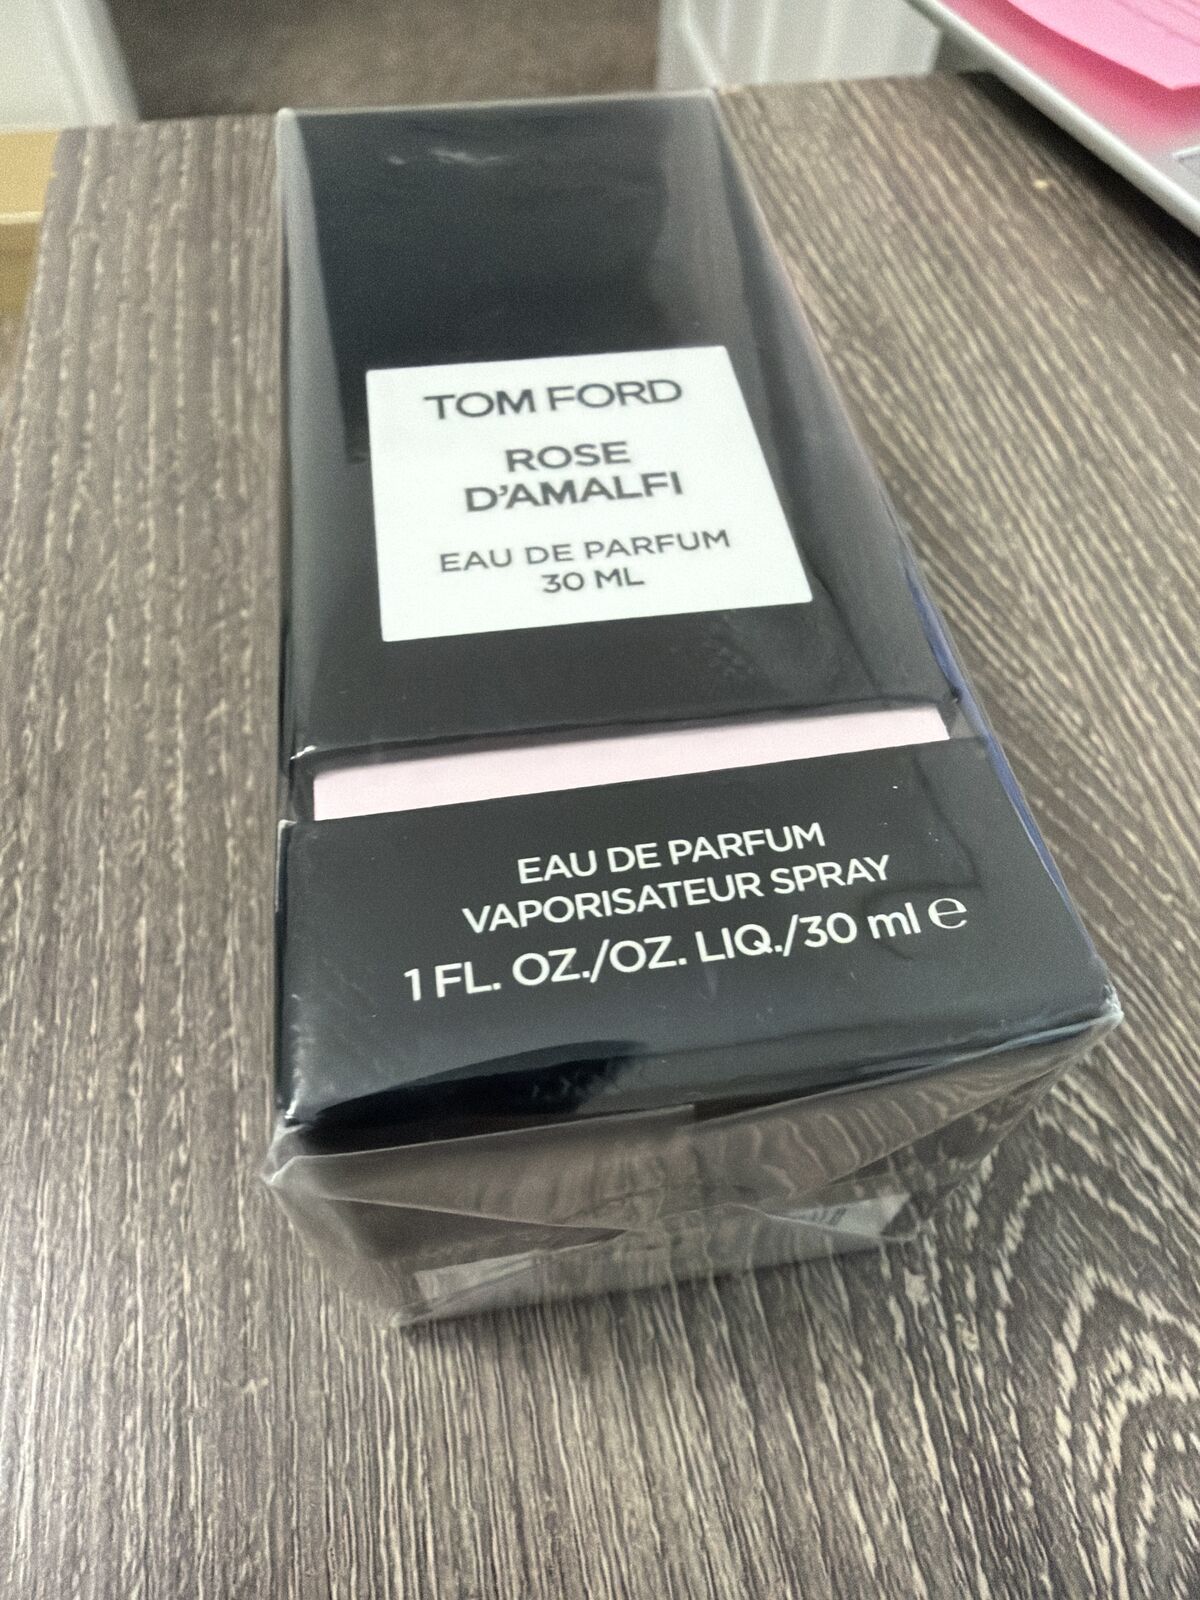 TOM FORD
ROSE
D'AMALFI
EAU DE PARFUM
30 ML
EAU DE PARFUM
VAPORISATEUR SPRAY
1 FL. OZ./OZ. LIQ./30 ml ℮